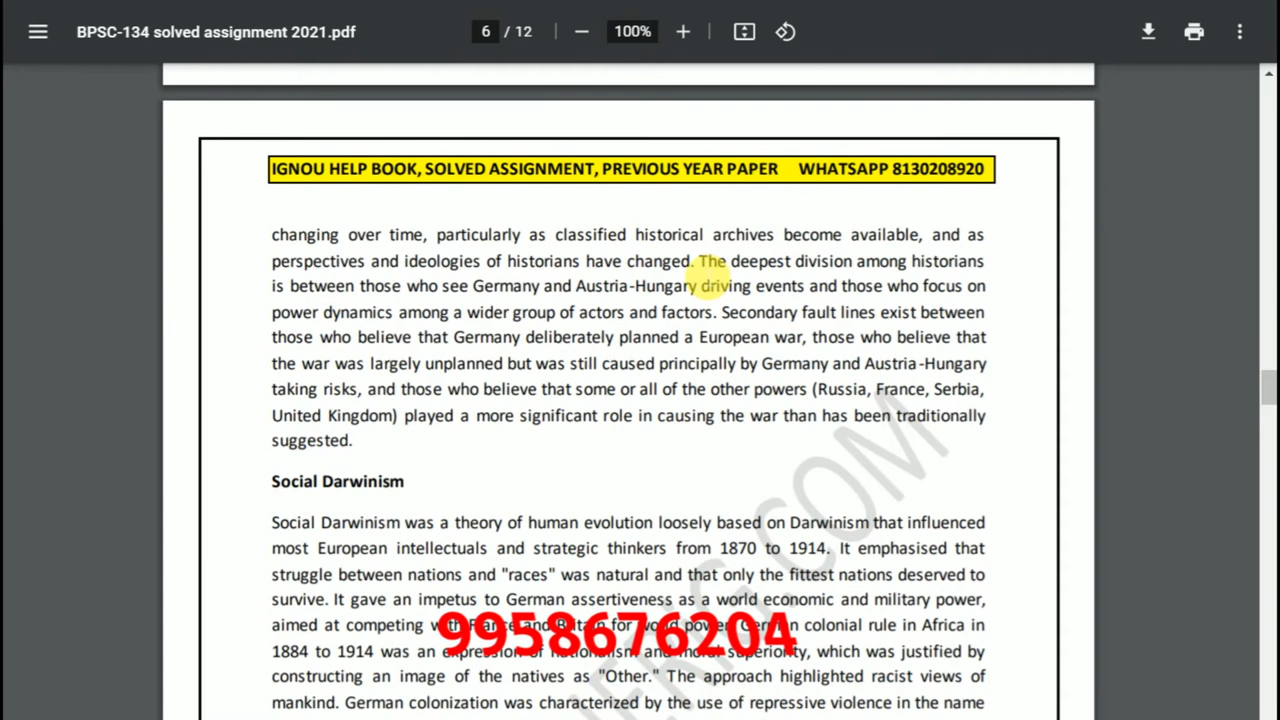 BPSC-134 solved assignment 2021.pdf
6 / 12
100%
IGNOU HELP BOOK, SOLVED ASSIGNMENT, PREVIOUS YEAR PAPER WHATSAPP 8130208920
changing over time, particularly as classified historical archives become available, and as
perspectives and ideologies of historians have changed. The deepest division among historians
is between those who see Germany and Austria-Hungary driving events and those who focus on
power dynamics among a wider group of actors and factors. Secondary fault lines exist between
those who believe that Germany deliberately planned a European war, those who believe that
the war was largely unplanned but was still caused principally by Germany and Austria-Hungary
taking risks, and those who believe that some or all of the other powers (Russia, France, Serbia,
United Kingdom) played a more significant role in causing the war than has been traditionally
suggested.
Social Darwinism
Social Darwinism was a theory of human evolution loosely based on Darwinism that influenced
most European intellectuals and strategic thinkers from 1870 to 1914. It emphasised that
struggle between nations and "races" was natural and that only the fittest nations deserved to
survive. It gave an impetus to German assertiveness as a world economic and military power,
aimed at competing with France and Britain for world power. German colonial rule in Africa in
9958676204
1884 to 1914 was an expression of nationalism and moral superiority, which was justified by
constructing an image of the natives as "Other." The approach highlighted racist views of
mankind. German colonization was characterized by the use of repressive violence in the name